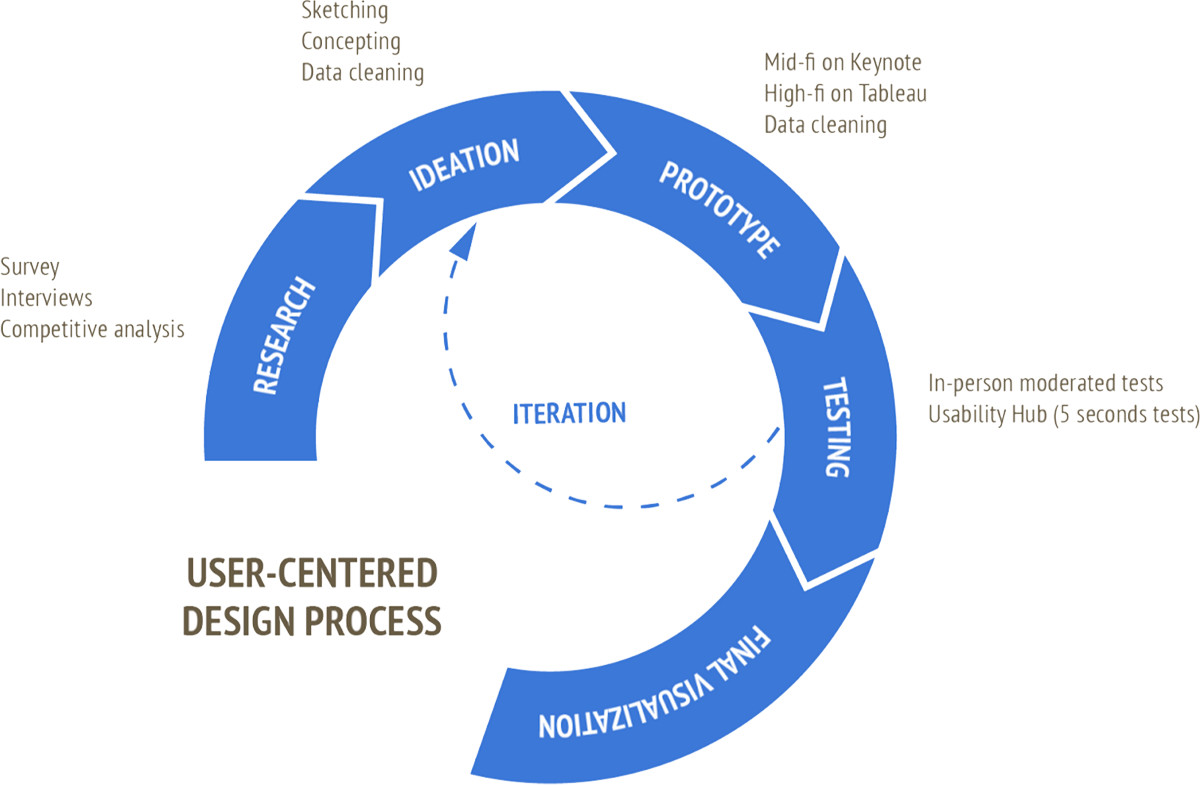 Sketching
Concepting
Data cleaning
Mid-fi on Keynote
High-fi on Tableau
Data cleaning
IDEATION
PROTOTYPE
Survey
Interviews
Competitive analysis
RESEARCH
In-person moderated tests
Usability Hub (5 seconds tests)
TESTING
ITERATION
USER-CENTERED
DESIGN PROCESS
FINAL VISUALIZATION